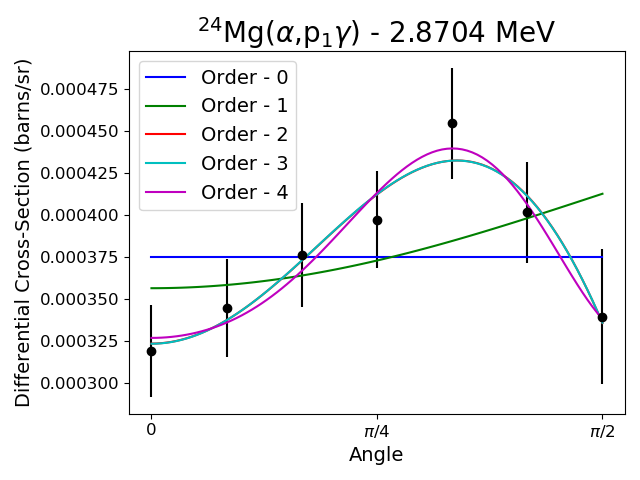 ²⁴Mg(α,p₁γ) - 2.8704 MeV
Differential Cross-Section (barns/sr)
0.000475
0.000450
0.000425
0.000400
0.000375
0.000350
0.000325
0.000300
Order - 0
Order - 1
Order - 2
Order - 3
Order - 4
0
π/4
π/2
Angle